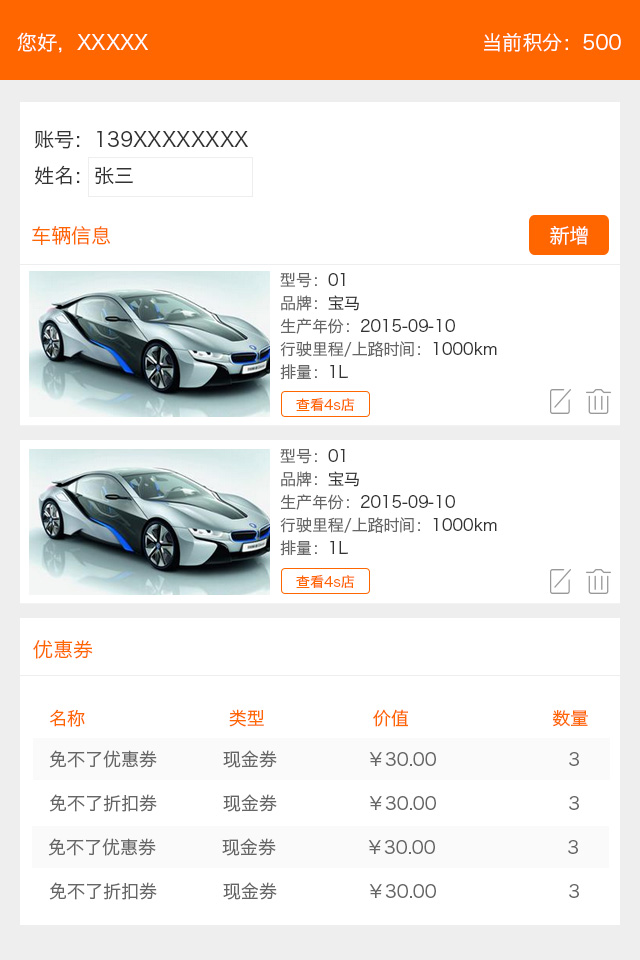 您好，XXXXX 当前积分：500
账号：139XXXXXXXX
姓名：张三
车辆信息 新增
型号：01
品牌：宝马
生产年份：2015-09-10
行驶里程/上路时间：1000km
排量：1L
查看4s店
型号：01
品牌：宝马
生产年份：2015-09-10
行驶里程/上路时间：1000km
排量：1L
查看4s店
优惠券
名称 类型 价值 数量
免不了优惠券 现金券 ￥30.00 3
免不了折扣券 现金券 ￥30.00 3
免不了优惠券 现金券 ￥30.00 3
免不了折扣券 现金券 ￥30.00 3